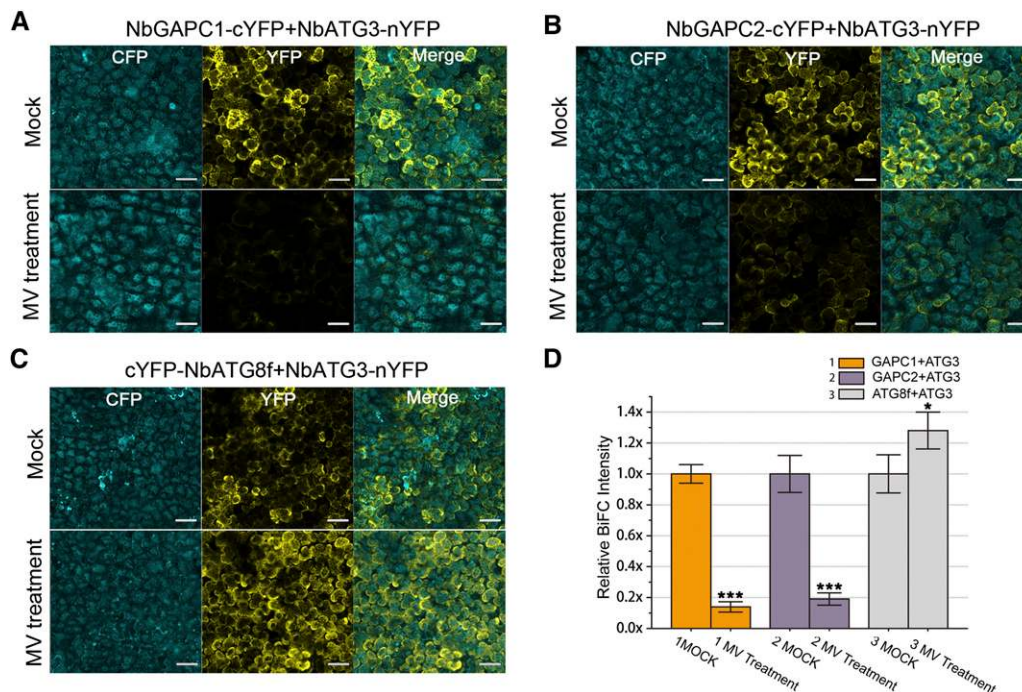 A
NbGAPC1-cYFP+NbATG3-nYFP
CFP
YFP
Merge
Mock
MV treatment
B
NbGAPC2-cYFP+NbATG3-nYFP
CFP
YFP
Merge
Mock
MV treatment
C
cYFP-NbATG8f+NbATG3-nYFP
CFP
YFP
Merge
Mock
MV Treatment
D
1 GAPC1+ATG3
2 GAPC2+ATG3
3 ATG8f+ATG3
Relative BiFC Intensity
1.4x
1.2x
1.0x
0.8x
0.6x
0.4x
0.2x
0.0x
***
***
*
1MOCK
1 MV Treatment
2 MOCK
2 MV Treatment
3 MOCK
3 MV Treatment